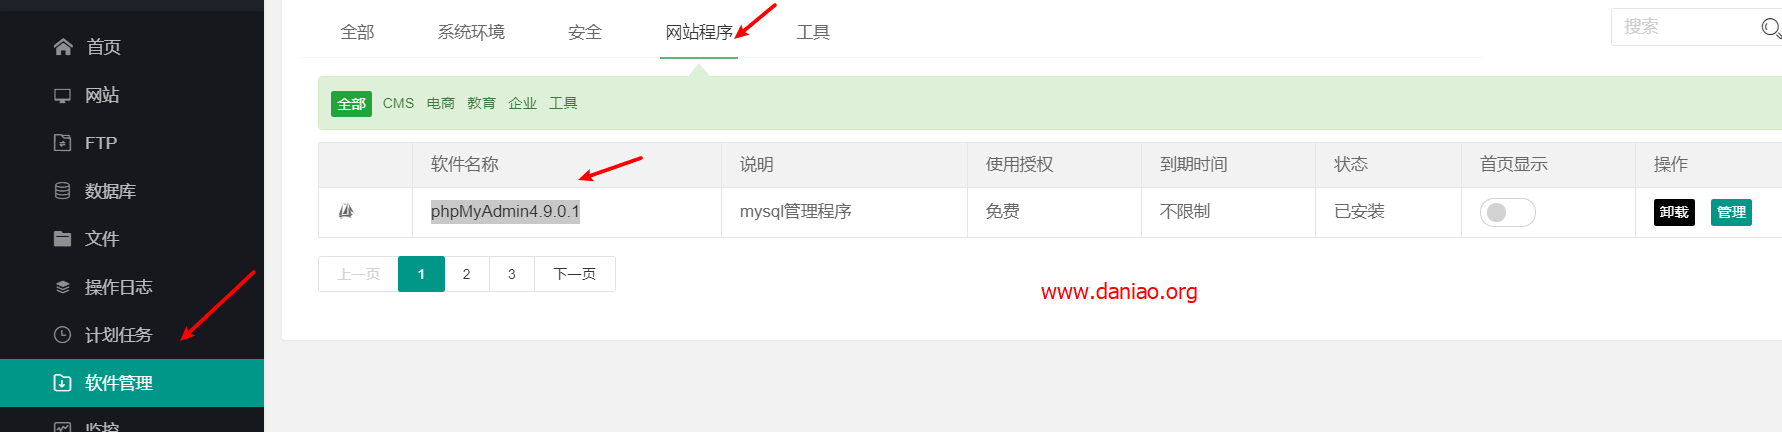 首页
网站
FTP
数据库
文件
操作日志
计划任务
软件管理
监控
全部 系统环境 安全 网站程序 工具
搜索
全部 CMS 电商 教育 企业 工具
软件名称 说明 使用授权 到期时间 状态 首页显示 操作
phpMyAdmin4.9.0.1 mysql管理程序 免费 不限制 已安装 卸载 管理
上一页 1 2 3 下一页
www.daniao.org